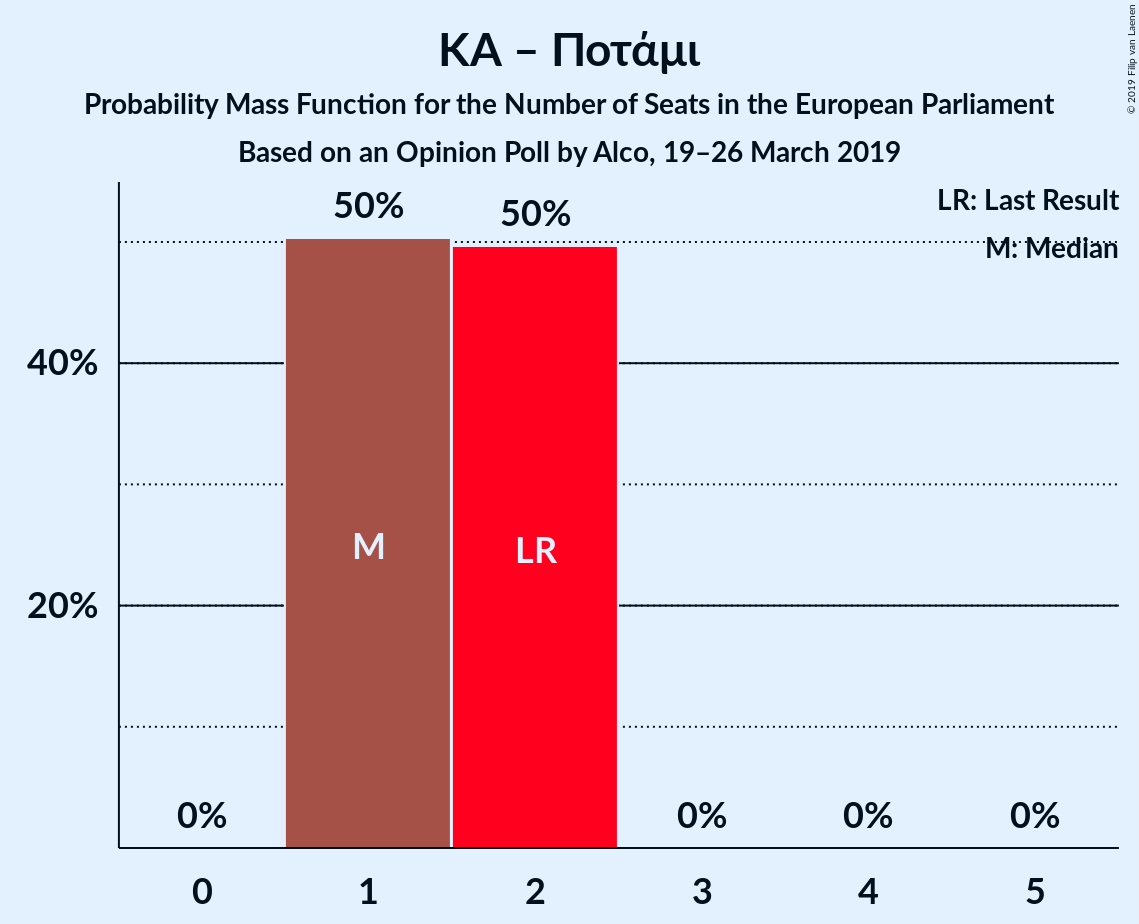 ΚΑ – Ποτάμι
Probability Mass Function for the Number of Seats in the European Parliament
Based on an Opinion Poll by Alco, 19–26 March 2019
© 2019 Filip van Laenen
LR: Last Result
M: Median
50%
50%
40%
20%
M
LR
0%
0%
0%
0%
0
1
2
3
4
5